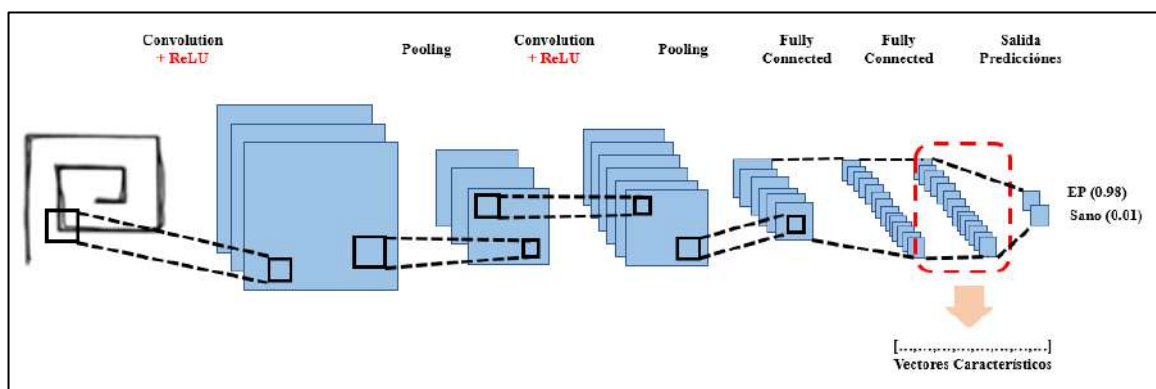 Convolution
+ ReLU
Pooling
Convolution
+ ReLU
Pooling
Fully
Connected
Fully
Connected
Salida
Predicciónes
EP (0.98)
Sano (0.01)
[...,...,...,...,...,...,...,...]
Vectores Característicos